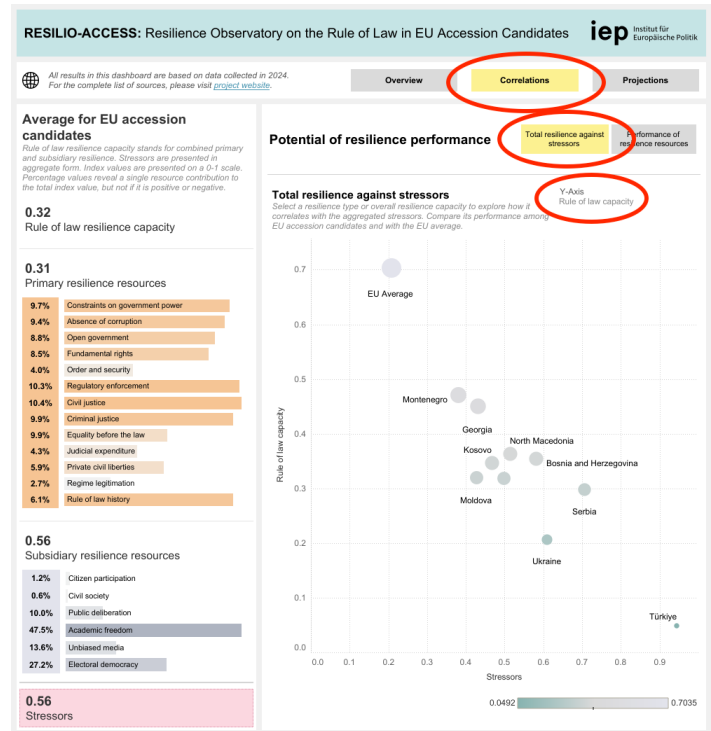 RESILIO-ACCESS: Resilience Observatory on the Rule of Law in EU Accession Candidates
iep Institut für
Europäische Politik
All results in this dashboard are based on data collected in 2024.
For the complete list of sources, please visit project website.
Overview
Correlations
Projections
Average for EU accession
candidates
Rule of law resilience capacity stands for combined primary
and subsidiary resilience. Stressors are presented in
aggregate form. Index values are presented on a 0-1 scale.
Percentage values reveal a single resource contribution to
the total index value, but not if it is positive or negative.
0.32
Rule of law resilience capacity
0.31
Primary resilience resources
9.7% Constraints on government power
9.4% Absence of corruption
8.8% Open government
8.5% Fundamental rights
4.0% Order and security
10.3% Regulatory enforcement
10.4% Civil justice
9.9% Criminal justice
9.9% Equality before the law
4.3% Judicial expenditure
5.9% Private civil liberties
2.7% Regime legitimation
6.1% Rule of law history
0.56
Subsidiary resilience resources
1.2% Citizen participation
0.6% Civil society
10.0% Public deliberation
47.5% Academic freedom
13.6% Unbiased media
27.2% Electoral democracy
0.56
Stressors
Potential of resilience performance
Total resilience against
stressors
Performance of
resilience resources
Total resilience against stressors
Select a resilience type or overall resilience capacity to explore how it
correlates with the aggregated stressors. Compare its performance among
EU accession candidates and with the EU average.
Y-Axis
Rule of law capacity
0.7
EU Average
0.6
0.5
Montenegro
Georgia
0.4
North Macedonia
Kosovo
Bosnia and Herzegovina
0.3
Moldova
Serbia
0.2
Ukraine
0.1
Türkiye
0.0
Rule of law capacity
0.0 0.1 0.2 0.3 0.4 0.5 0.6 0.7 0.8 0.9
Stressors
0.0492 0.7035